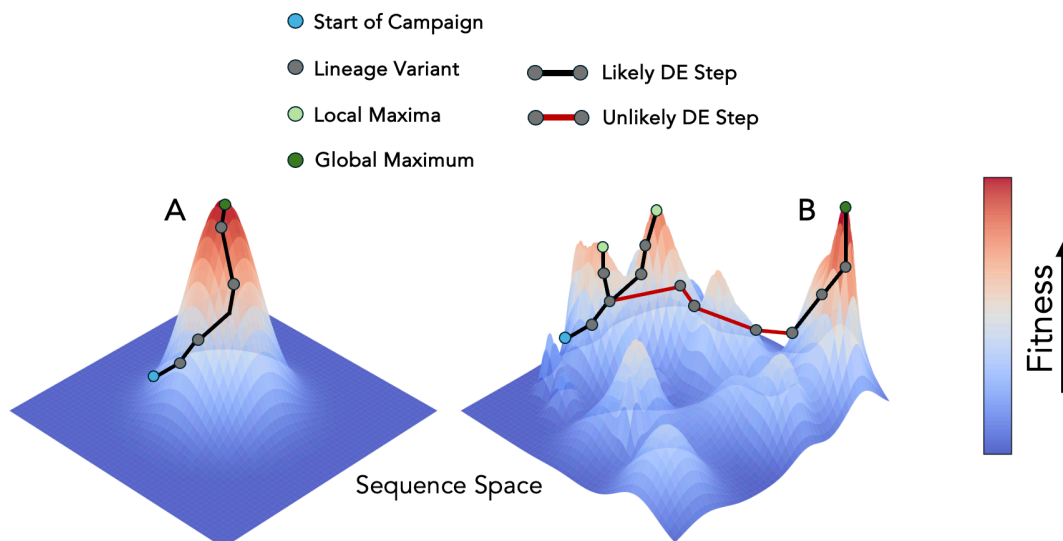 Start of Campaign
Lineage Variant
Likely DE Step
Local Maxima
Unlikely DE Step
Global Maximum
A
B
Fitness
Sequence Space